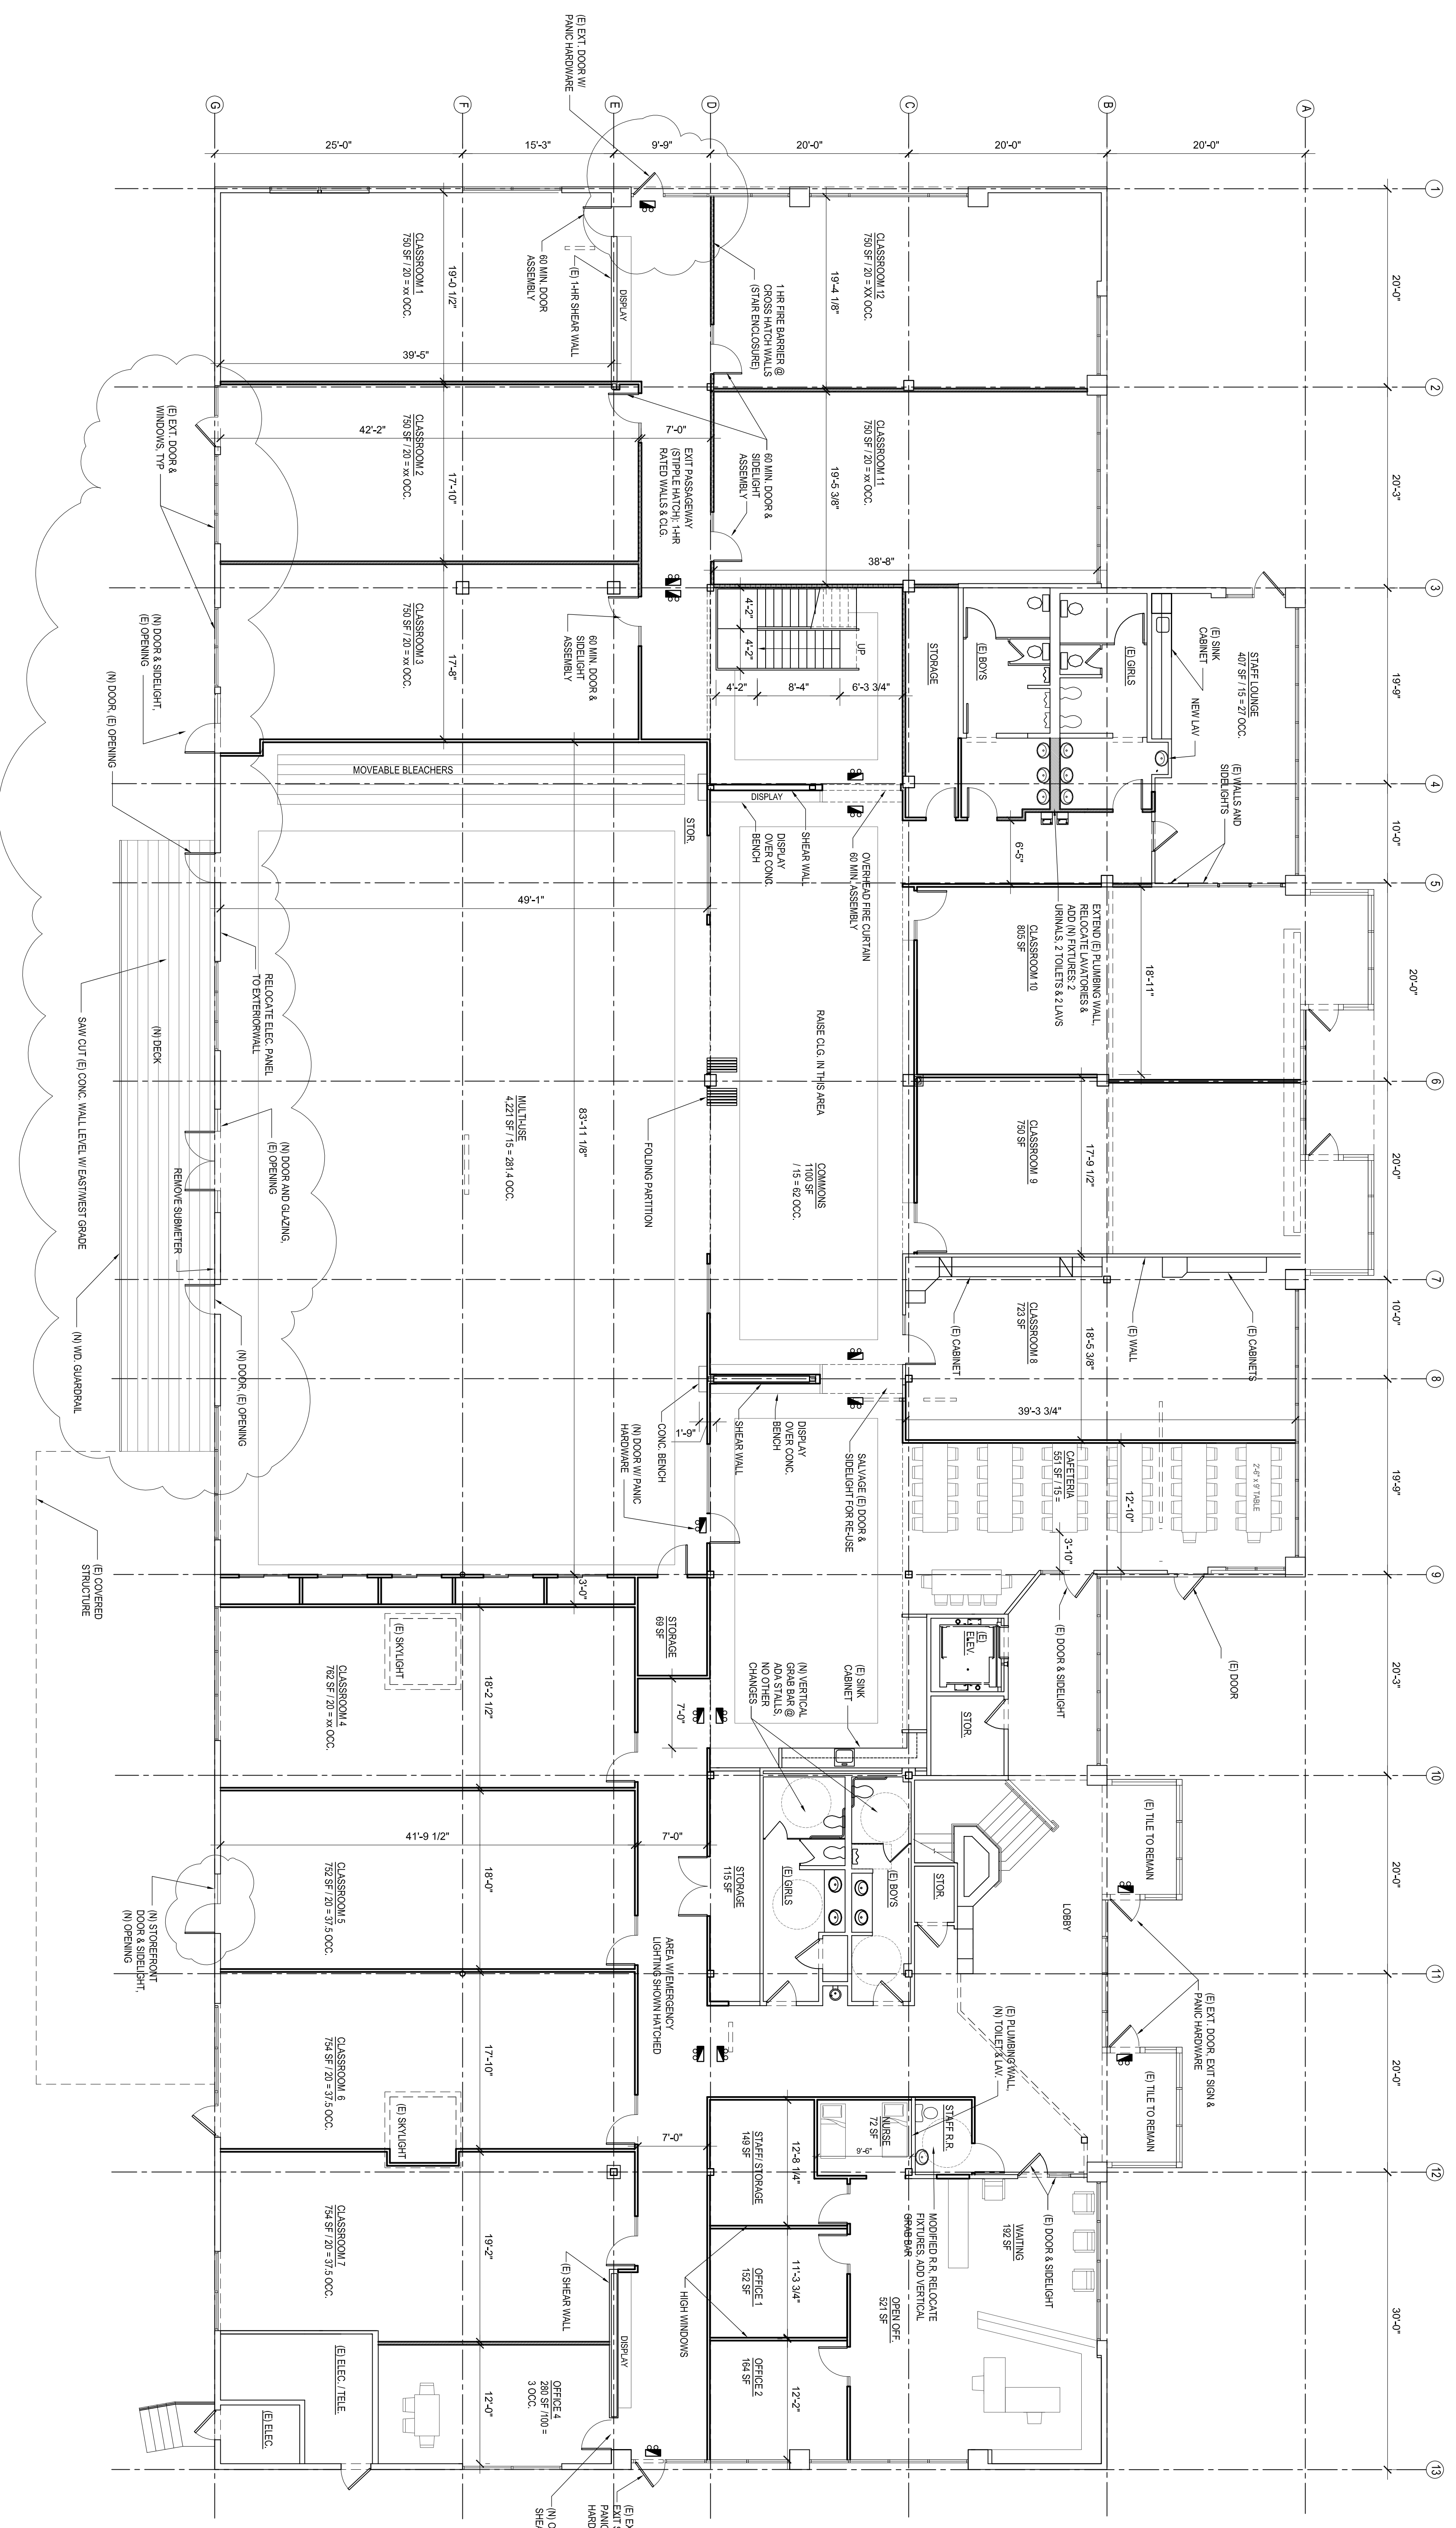 1
2
3
4
5
6
7
8
9
10
11
12
13
20'-0"
20'-3"
19'-9"
10'-0"
20'-0"
20'-0"
10'-0"
19'-9"
20'-3"
20'-0"
20'-0"
30'-0"
A
B
C
D
E
F
G
20'-0"
20'-0"
20'-0"
9'-9"
15'-3"
25'-0"
STAFF LOUNGE
407 SF / 15 = 27 OCC.
(E) SINK
CABINET
NEW LAV
(E) WALLS AND
SIDELIGHTS
(E) GIRLS
(E) BOYS
STORAGE
6'-5"
EXTEND (E) PLUMBING WALL,
RELOCATE LAVATORIES &
ADD (N) FIXTURES: 2
URINALS, 2 TOILETS & 2 LAVS
CLASSROOM 10
805 SF
18'-11"
CLASSROOM 9
750 SF
17'-9 1/2"
(E) CABINETS
(E) WALL
(E) CABINET
CLASSROOM 8
723 SF
18'-5 3/8"
39'-3 3/4"
2'-6" x 9' TABLE
CAFETERIA
551 SF / 15 =
12'-10"
3'-10"
(E) DOOR
(E) DOOR & SIDELIGHT
(E)
ELEV.
STOR.
STOR.
(E) TILE TO REMAIN
(E) TILE TO REMAIN
(E) EXT. DOOR, EXIT SIGN &
PANIC HARDWARE
LOBBY
(E) PLUMBING WALL,
(N) TOILET & LAV.
(E) DOOR & SIDELIGHT
WAITING
192 SF
MODIFIED R.R, RELOCATE
FIXTURES, ADD VERTICAL
GRAB BAR
STAFF R.R.
NURSE
72 SF
9'-6"
OPEN OFF.
521 SF
CLASSROOM 12
750 SF / 20 = XX OCC.
19'-4 1/8"
1 HR FIRE BARRIER @
CROSS HATCH WALLS
(STAIR ENCLOSURE)
CLASSROOM 11
750 SF / 20 = xx OCC.
19'-5 3/8"
38'-8"
60 MIN. DOOR &
SIDELIGHT
ASSEMBLY
UP
4'-2"
4'-2"
4'-2"
8'-4"
6'-3 3/4"
OVERHEAD FIRE CURTAIN
60 MIN. ASSEMBLY
SHEAR WALL
DISPLAY
DISPLAY
OVER CONC.
BENCH
RAISE CLG. IN THIS AREA
COMMONS
1100 SF
/ 15 = 62 OCC.
SALVAGE (E) DOOR &
SIDELIGHT FOR RE-USE
DISPLAY
OVER CONC.
BENCH
SHEAR WALL
CONC. BENCH
1'-9"
(N) DOOR W/ PANIC
HARDWARE
(E) SINK
CABINET
(N) VERTICAL
GRAB BAR @
ADA STALLS,
NO OTHER
CHANGES
(E) BOYS
(E) GIRLS
STORAGE
115 SF
STAFF/ STORAGE
149 SF
12'-8 1/4"
OFFICE 1
152 SF
11'-3 3/4"
OFFICE 2
164 SF
12'-2"
HIGH WINDOWS
(E) EXT. DOOR W/
PANIC HARDWARE
DISPLAY
(E) 1-HR SHEAR WALL
60 MIN. DOOR
ASSEMBLY
EXIT PASSAGEWAY
(STIPPLE HATCH): 1-HR
RATED WALLS & CLG.
7'-0"
60 MIN. DOOR &
SIDELIGHT
ASSEMBLY
STOR.
FOLDING PARTITION
STORAGE
69 SF
7'-0"
7'-0"
AREA W/ EMERGENCY
LIGHTING SHOWN HATCHED
7'-0"
(E) SHEAR WALL
DISPLAY
CLASSROOM 1
750 SF / 20 = xx OCC.
19'-0 1/2"
39'-5"
CLASSROOM 2
750 SF / 20 = xx OCC.
17'-10"
42'-2"
CLASSROOM 3
750 SF / 20 = xx OCC.
17'-8"
MOVEABLE BLEACHERS
49'-1"
MULTI-USE
4,221 SF / 15 = 281.4 OCC.
83'-11 1/8"
3'-0"
(E) SKYLIGHT
CLASSROOM 4
762 SF / 20 = xx OCC.
18'-2 1/2"
41'-9 1/2"
CLASSROOM 5
752 SF / 20 = 37.5 OCC.
18'-0"
CLASSROOM 6
754 SF / 20 = 37.5 OCC.
17'-10"
(E) SKYLIGHT
CLASSROOM 7
754 SF / 20 = 37.5 OCC.
19'-2"
OFFICE 4
280 SF /100 =
3 OCC.
12'-0"
(E) ELEC. / TELE.
(E) ELEC.
(E) EXT. DOOR &
WINDOWS, TYP
(N) DOOR & SIDELIGHT,
(E) OPENING
(N) DOOR, (E) OPENING
RELOCATE ELEC. PANEL
TO EXTERIORWALL
(N) DECK
SAW CUT (E) CONC. WALL LEVEL W/ EAST/WEST GRADE
(N) DOOR AND GLAZING,
(E) OPENING
REMOVE SUBMETER
(N) DOOR, (E) OPENING
(N) WD. GUARDRAIL
(E) COVERED
STRUCTURE
(N) STOREFRONT
DOOR & SIDELIGHT,
(N) OPENING